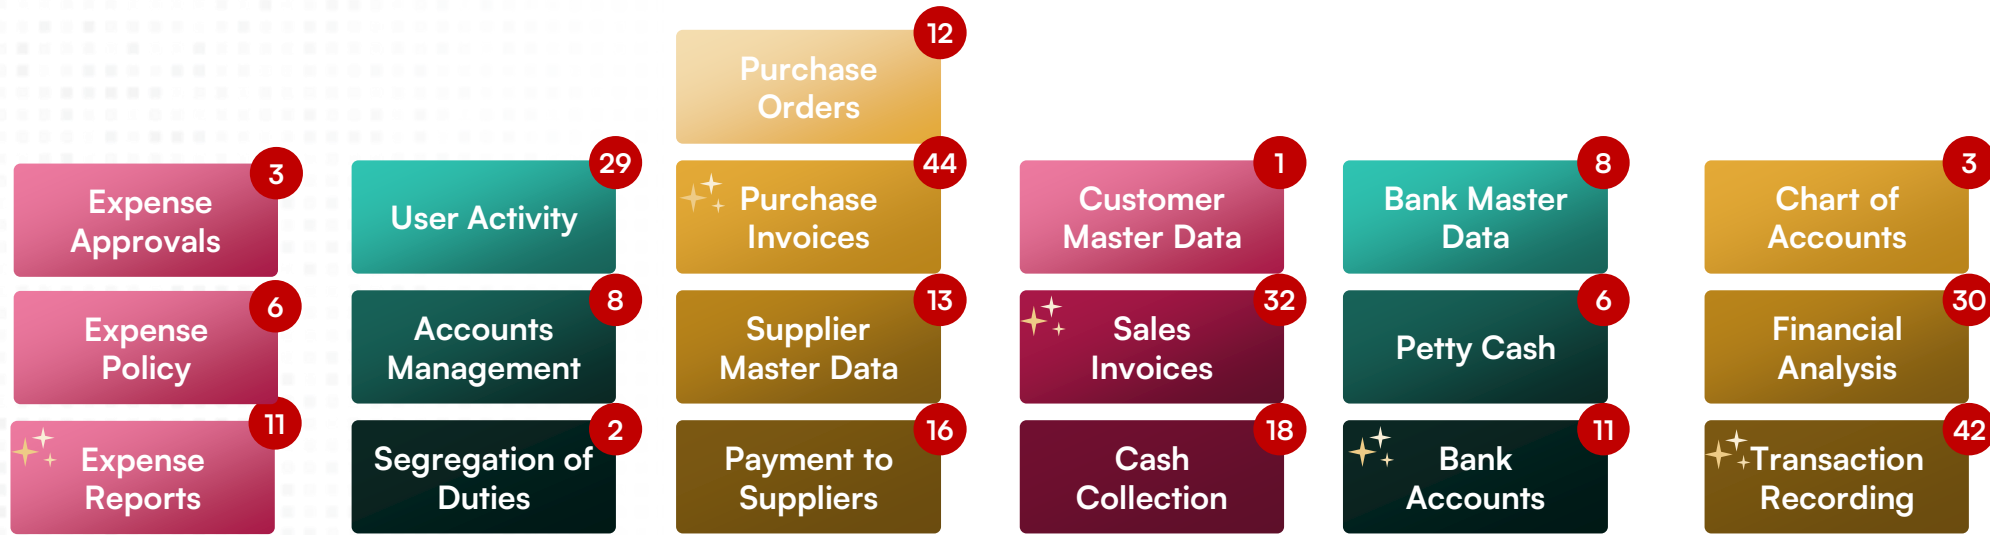 3
Expense
Approvals
6
Expense
Policy
11
Expense
Reports
29
User Activity
8
Accounts
Management
2
Segregation of
Duties
12
Purchase
Orders
44
Purchase
Invoices
13
Supplier
Master Data
16
Payment to
Suppliers
1
Customer
Master Data
32
Sales
Invoices
18
Cash
Collection
8
Bank Master
Data
6
Petty Cash
11
Bank
Accounts
3
Chart of
Accounts
30
Financial
Analysis
42
Transaction
Recording